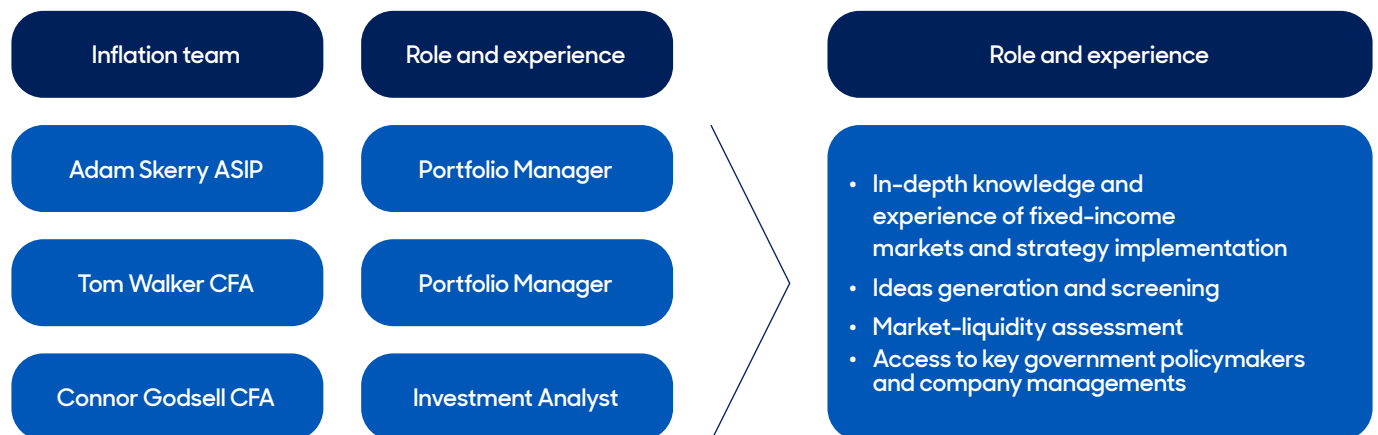 Inflation team
Role and experience
Role and experience
Adam Skerry ASIP
Portfolio Manager
Tom Walker CFA
Portfolio Manager
Connor Godsell CFA
Investment Analyst
• In-depth knowledge and
experience of fixed-income
markets and strategy implementation
• Ideas generation and screening
• Market-liquidity assessment
• Access to key government policymakers
and company managements